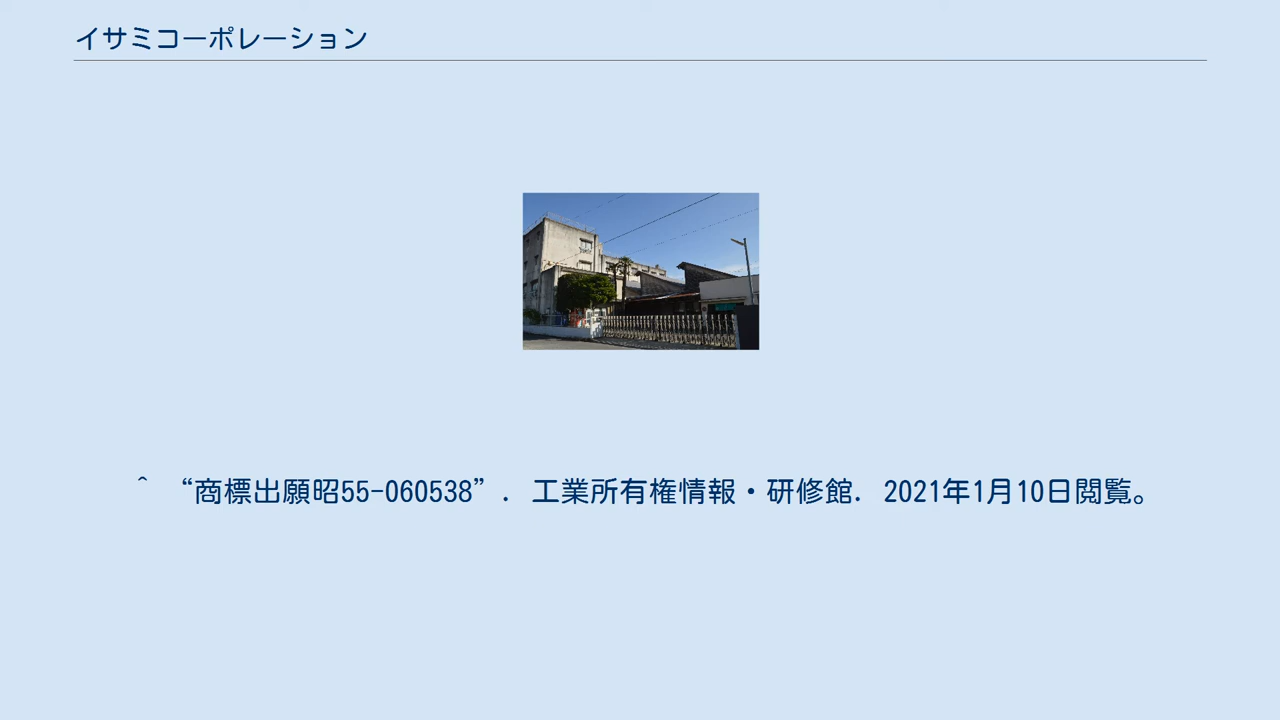 イサミコーポレーション
^ “商標出願昭55-060538”. 工業所有権情報・研修館. 2021年1月10日閲覧。